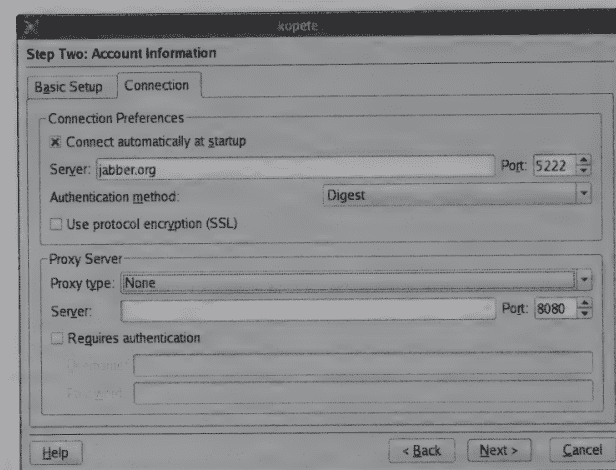 kopete
Step Two: Account Information
Basic Setup Connection
Connection Preferences
Connect automatically at startup
Server: jabber.org Port: 5222
Authentication method: Digest
Use protocol encryption (SSL)
Proxy Server
Proxy type: None
Server: Port: 8080
Requires authentication
Password:
Help < Back Next > Cancel